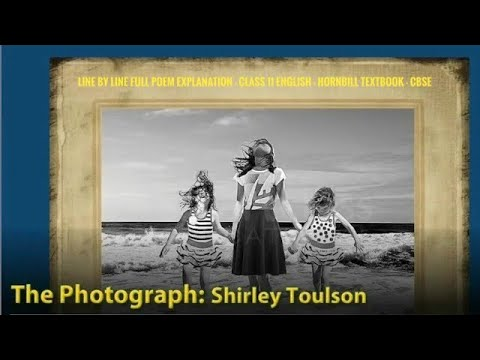 LINE BY LINE FULL POEM EXPLANATION - CLASS 11 ENGLISH - HORNBILL TEXTBOOK - CBSE
The Photograph: Shirley Toulson